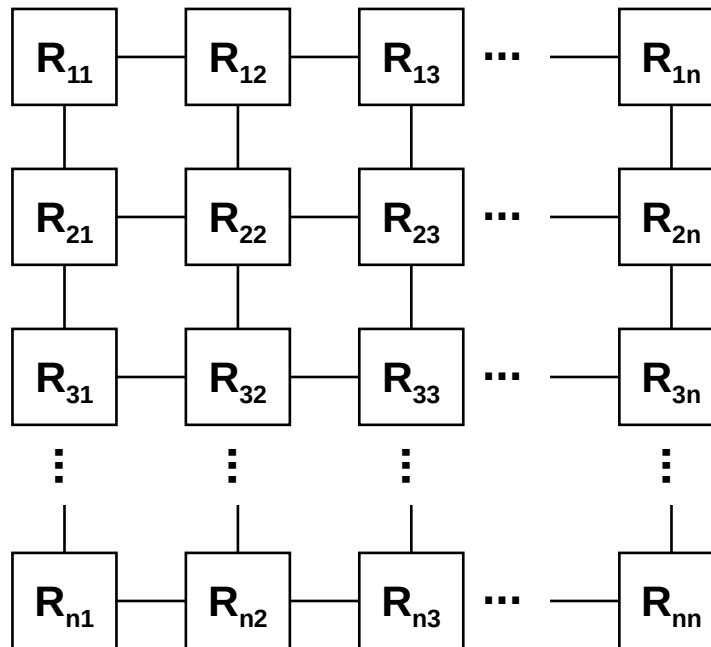 R11 R12 R13 ... R1n
R21 R22 R23 ... R2n
R31 R32 R33 ... R3n
⋮ ⋮ ⋮ ⋮
Rn1 Rn2 Rn3 ... Rnn